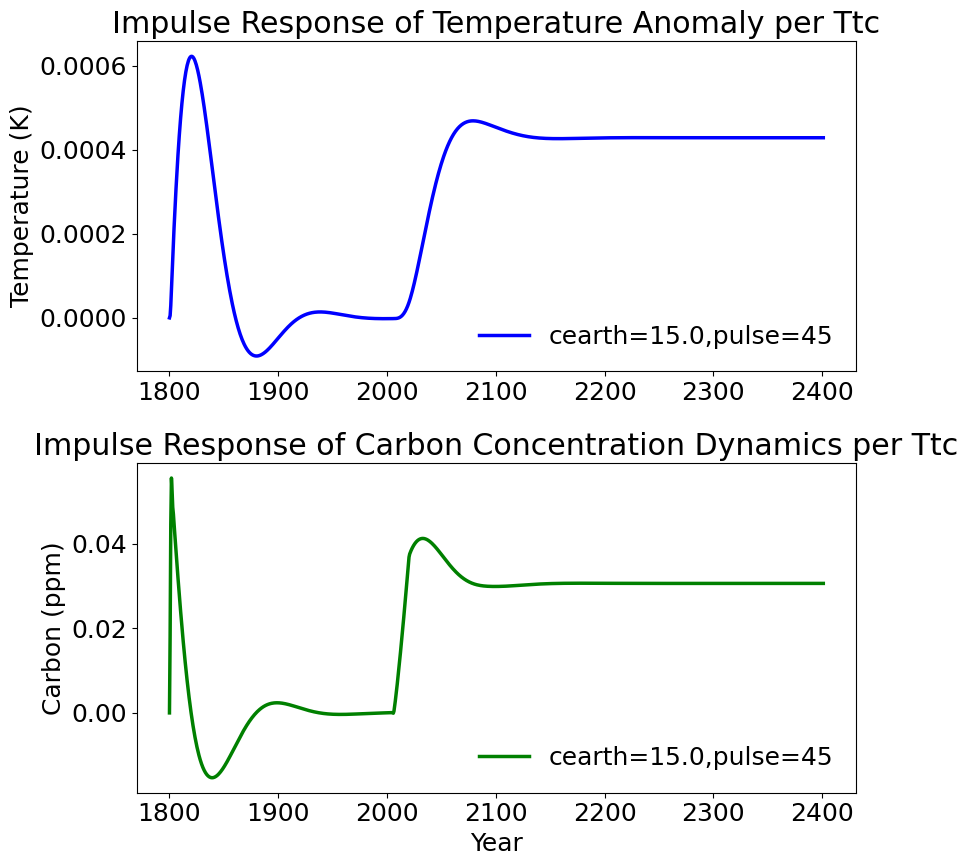 Impulse Response of Temperature Anomaly per Ttc
Temperature (K)
0.0006
0.0004
0.0002
0.0000
cearth=15.0,pulse=45
1800 1900 2000 2100 2200 2300 2400
Impulse Response of Carbon Concentration Dynamics per Ttc
Carbon (ppm)
0.04
0.02
0.00
cearth=15.0,pulse=45
1800 1900 2000 2100 2200 2300 2400
Year